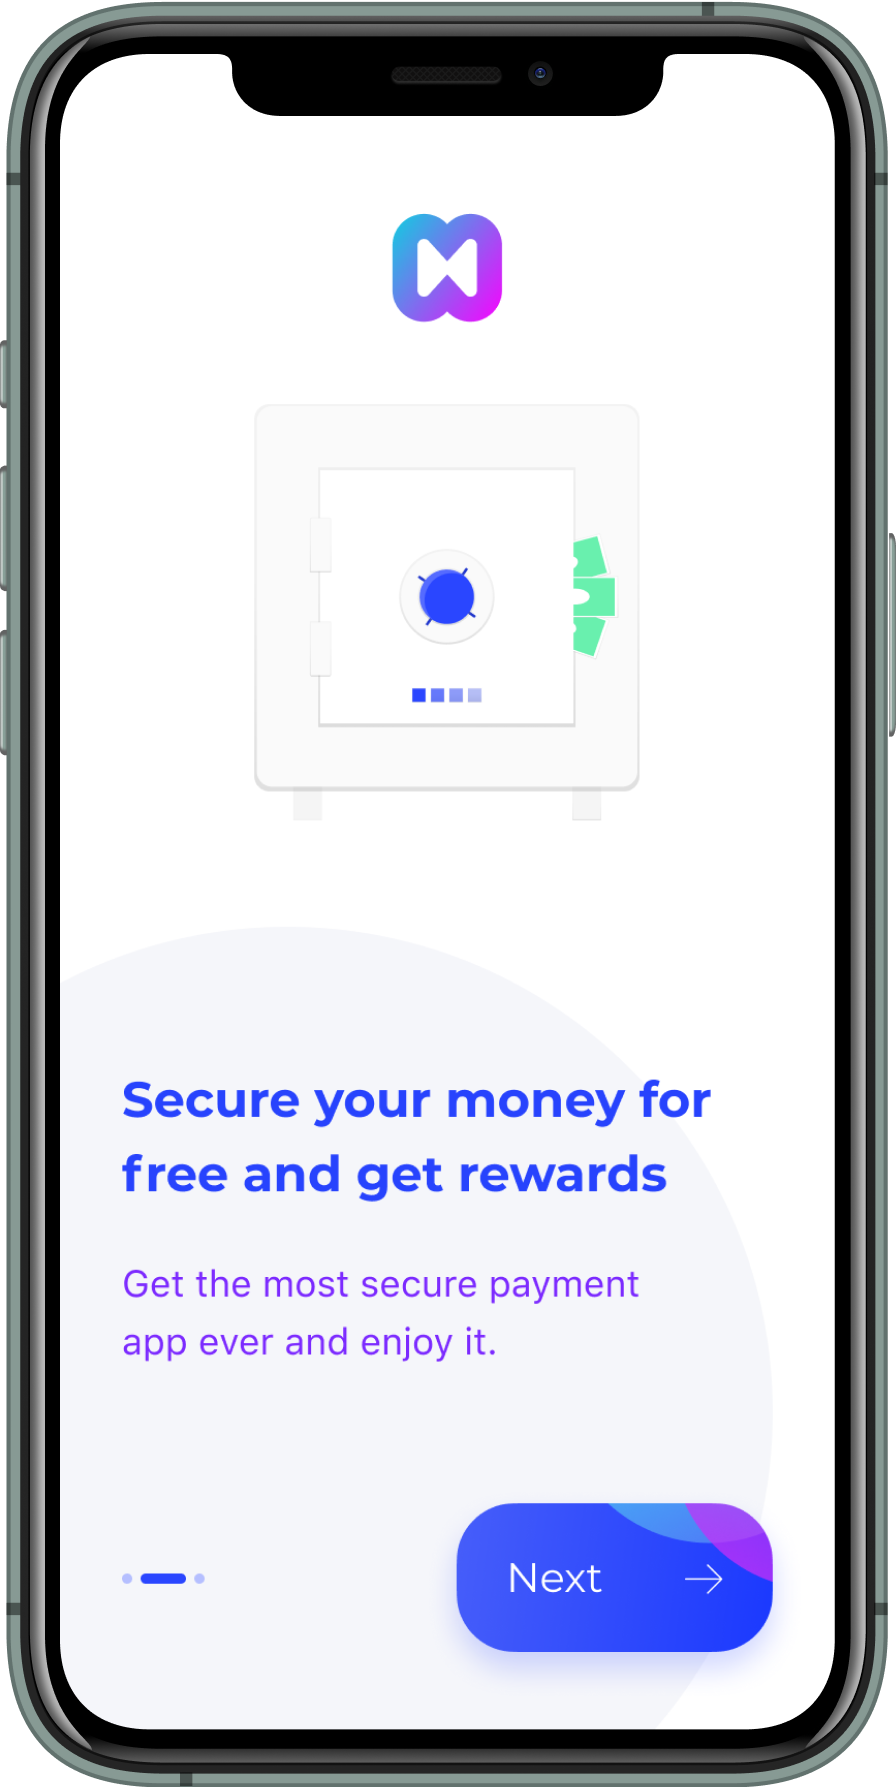 Secure your money for
free and get rewards
Get the most secure payment
app ever and enjoy it.
Next